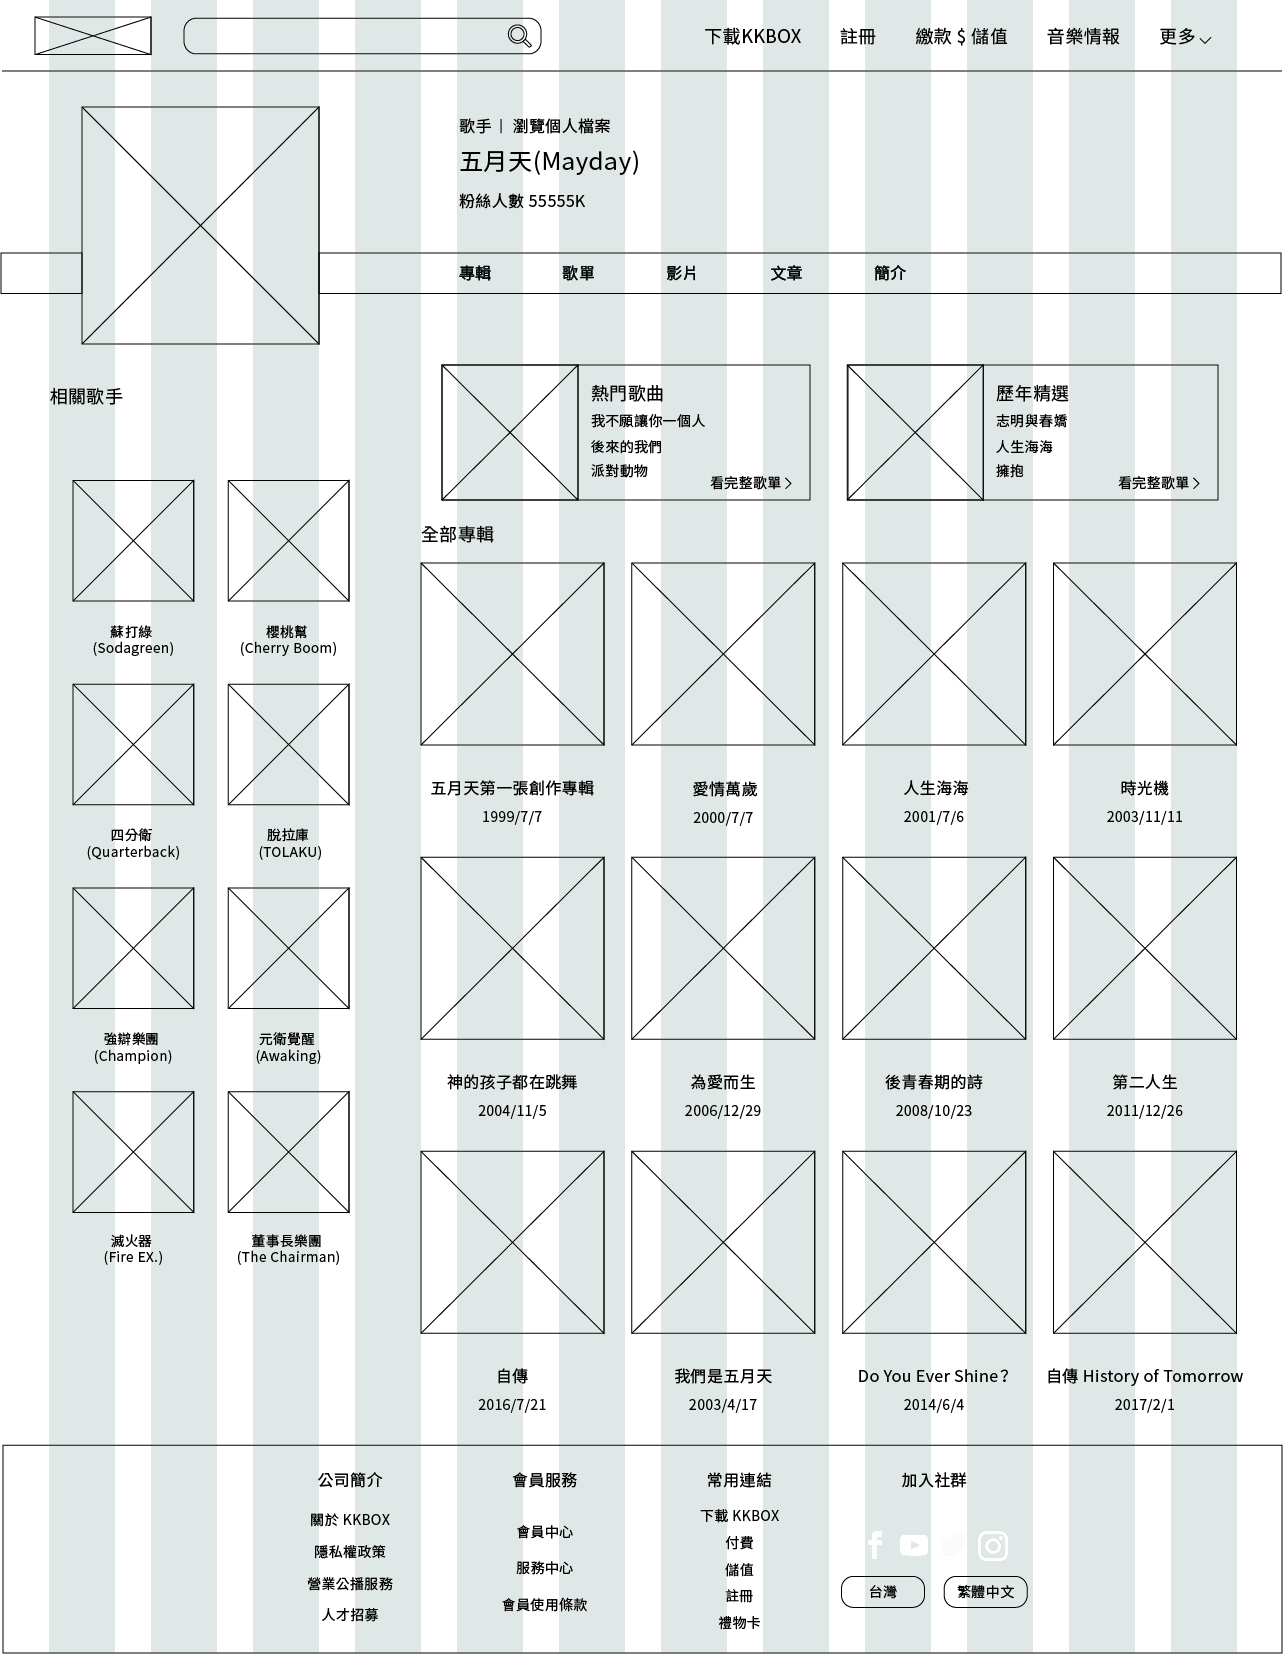 下載KKBOX 註冊 繳款 $ 儲值 音樂情報 更多
歌手 | 瀏覽個人檔案
五月天(Mayday)
粉絲人數 55555K
專輯 歌單 影片 文章 簡介
相關歌手
蘇打綠
(Sodagreen)
櫻桃幫
(Cherry Boom)
四分衛
(Quarterback)
脫拉庫
(TOLAKU)
強辯樂團
(Champion)
元衛覺醒
(Awaking)
滅火器
(Fire EX.)
董事長樂團
(The Chairman)
熱門歌曲
我不願讓你一個人
後來的我們
派對動物
看完整歌單
歷年精選
志明與春嬌
人生海海
擁抱
看完整歌單
全部專輯
五月天第一張創作專輯
1999/7/7
愛情萬歲
2000/7/7
人生海海
2001/7/6
時光機
2003/11/11
神的孩子都在跳舞
2004/11/5
為愛而生
2006/12/29
後青春期的詩
2008/10/23
第二人生
2011/12/26
自傳
2016/7/21
我們是五月天
2003/4/17
Do You Ever Shine?
2014/6/4
自傳 History of Tomorrow
2017/2/1
公司簡介
關於 KKBOX
隱私權政策
營業公播服務
人才招募
會員服務
會員中心
服務中心
會員使用條款
常用連結
下載 KKBOX
付費
儲值
註冊
禮物卡
加入社群
台灣
繁體中文